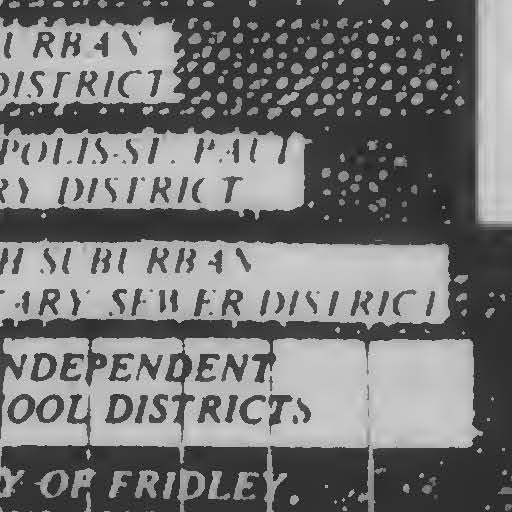 URBAN
DISTRICT
POLIS-ST. PAUL
RY DISTRICT
H SUBURBAN
TARY SEWER DISTRICT
NDEPENDENT
OOL DISTRICTS
Y OF FRIDLEY